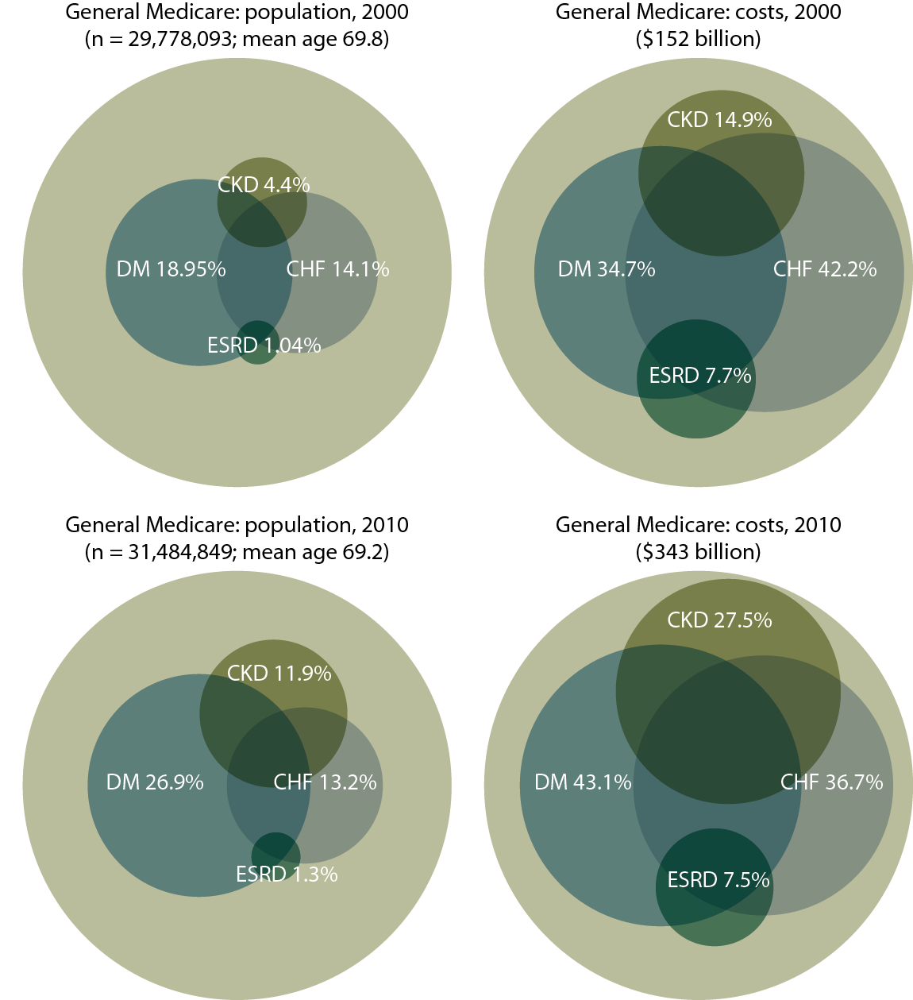 General Medicare: population, 2000
(n = 29,778,093; mean age 69.8)
CKD 4.4%
DM 18.95%
CHF 14.1%
ESRD 1.04%
General Medicare: costs, 2000
($152 billion)
CKD 14.9%
DM 34.7%
CHF 42.2%
ESRD 7.7%
General Medicare: population, 2010
(n = 31,484,849; mean age 69.2)
CKD 11.9%
DM 26.9%
CHF 13.2%
ESRD 1.3%
General Medicare: costs, 2010
($343 billion)
CKD 27.5%
DM 43.1%
CHF 36.7%
ESRD 7.5%